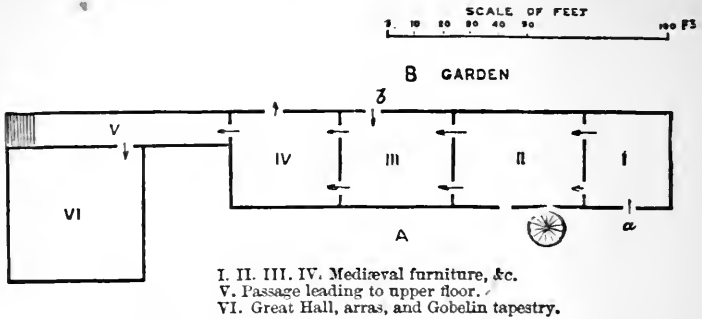 SCALE OF FEET
10 20 30 40 50 100 FS
B GARDEN
b
V IV III II I
VI
A a
I. II. III. IV. Mediæval furniture, &c.
V. Passage leading to upper floor.
VI. Great Hall, arras, and Gobelin tapestry.